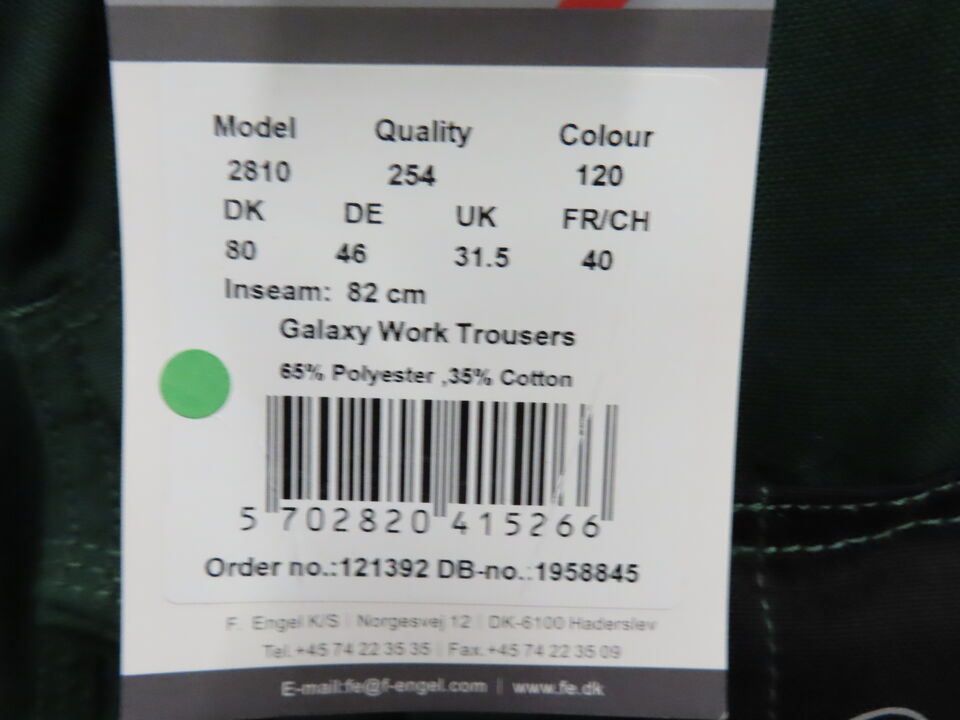 Model Quality Colour
2810 254 120
DK DE UK FR/CH
80 46 31.5 40
Inseam: 82 cm
Galaxy Work Trousers
65% Polyester ,35% Cotton
5 702820 415266
Order no.:121392 DB-no.:1958845
F. Engel K/S | Norgesvej 12 | DK-6100 Haderslev
Tel.+45 74 22 35 35 | Fax.+45 74 22 35 09
E-mail:fe@f-engel.com | www.fe.dk